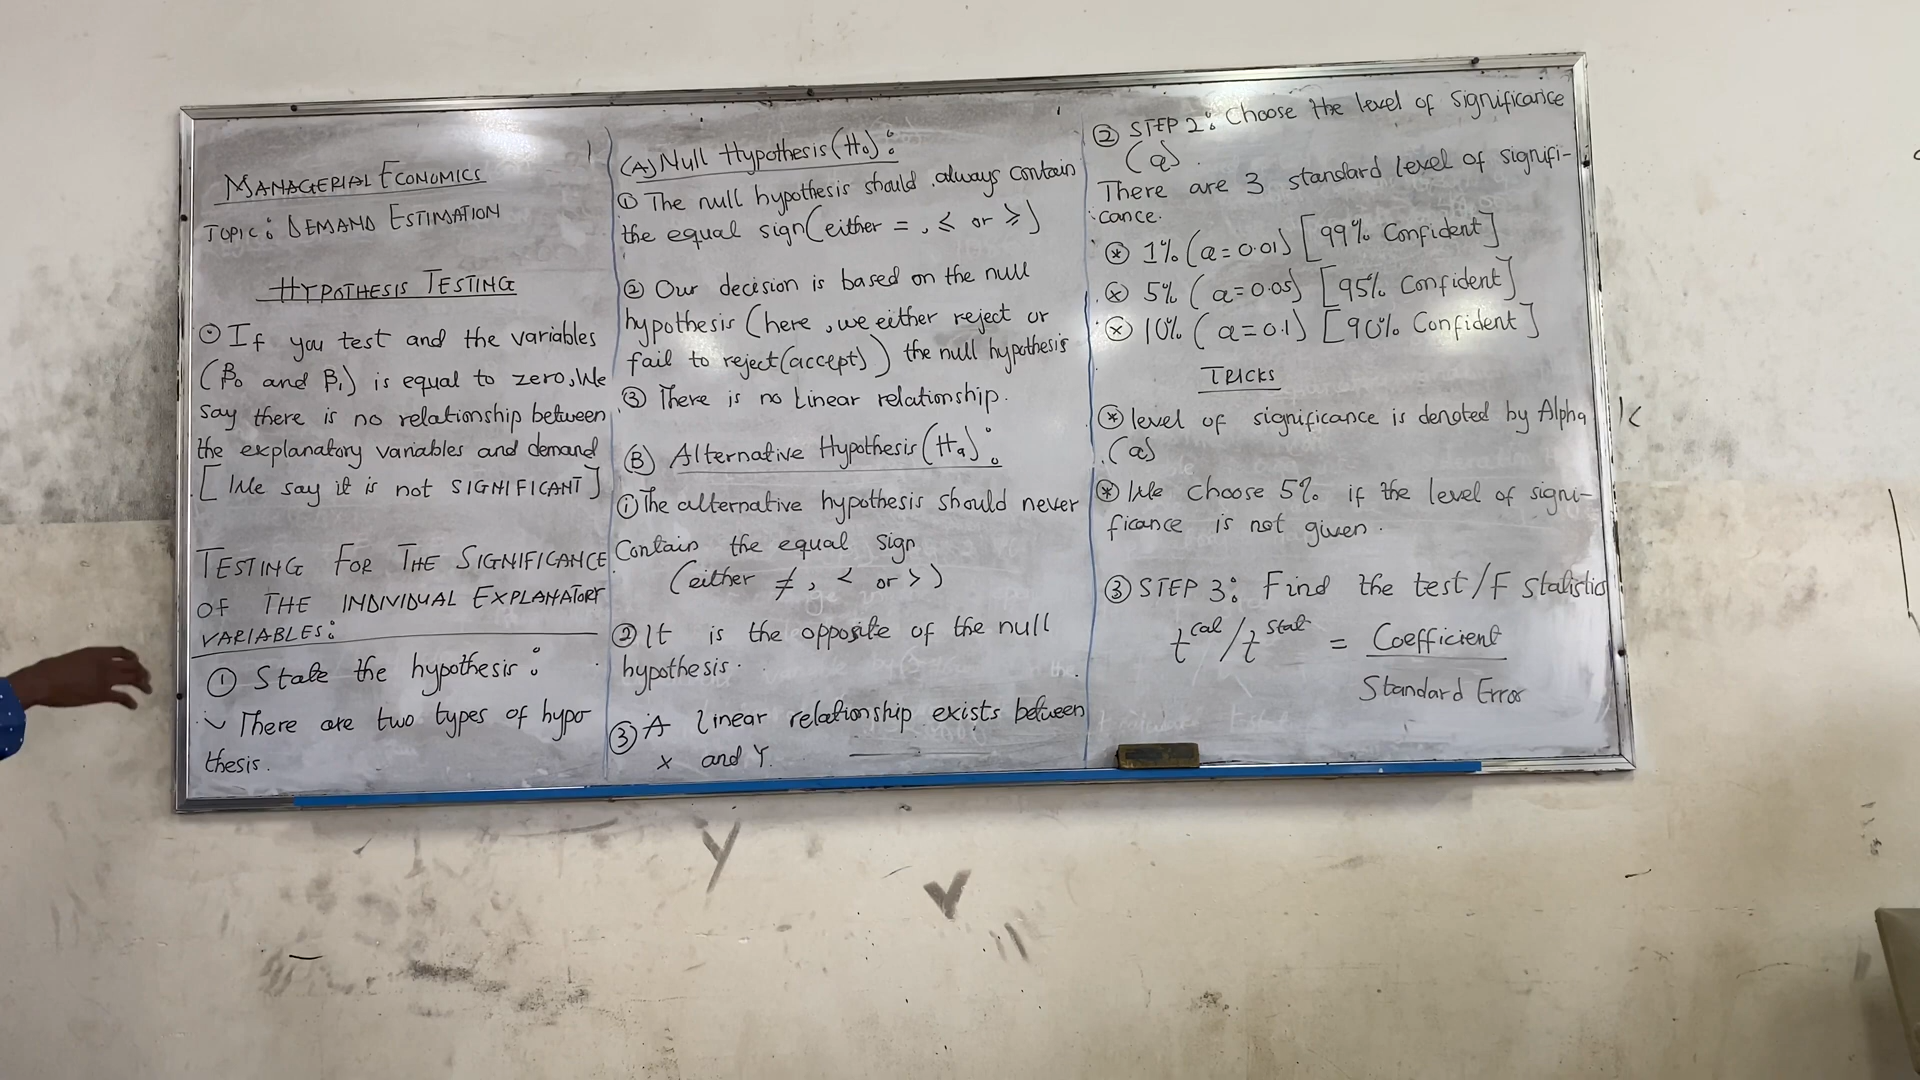 MANAGERIAL ECONOMICS
TOPIC: DEMAND ESTIMATION
HYPOTHESIS TESTING
If you test and the variables
(β₀ and β₁) is equal to zero, We
say there is no relationship between
the explanatory variables and demand
[We say it is not SIGNIFICANT]
TESTING FOR THE SIGNIFICANCE
OF THE INDIVIDUAL EXPLANATORY
VARIABLES:
① State the hypothesis:
There are two types of hypo
thesis.
(A) Null Hypothesis (H₀):
① The null hypothesis should always contain
the equal sign (either =, ≤ or ≥)
② Our decision is based on the null
hypothesis (here, we either reject or
fail to reject (accept)) the null hypothesis
③ There is no Linear relationship.
Ⓑ Alternative Hypothesis (Hₐ):
① The alternative hypothesis should never
Contain the equal sign
(either ≠, < or >)
② It is the opposite of the null
hypothesis.
③ A linear relationship exists between
x and Y.
② STEP 2: Choose the level of significance
(α).
There are 3 standard level of signifi-
cance.
⊛ 1% (α=0.01) [99% Confident]
⊗ 5% (α=0.05) [95% Confident]
⊗ 10% (α=0.1) [90% Confident]
TRICKS
⊛ level of significance is denoted by Alpha
(α)
⊛ We choose 5% if the level of signi-
ficance is not given.
③ STEP 3: Find the test/F Statistics
t^cal / t^stat = Coefficient
Standard Error